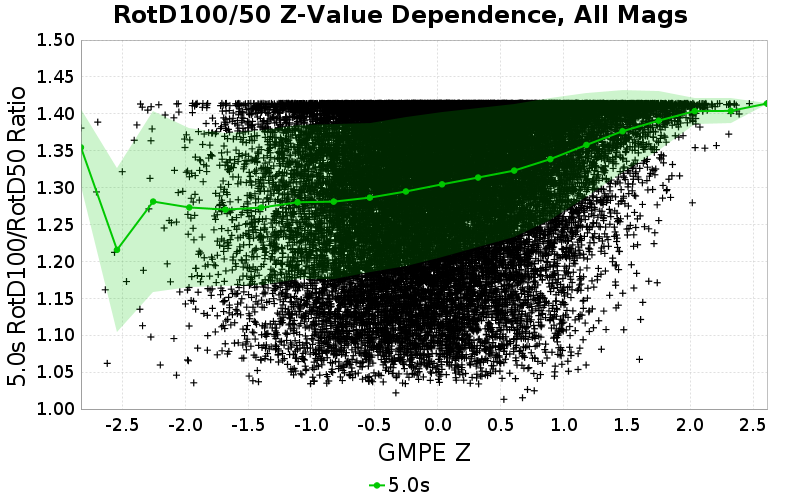 RotD100/50 Z-Value Dependence, All Mags
5.0s RotD100/RotD50 Ratio
1.50
1.45
1.40
1.35
1.30
1.25
1.20
1.15
1.10
1.05
1.00
-2.5 -2.0 -1.5 -1.0 -0.5 0.0 0.5 1.0 1.5 2.0 2.5
GMPE Z
5.0s